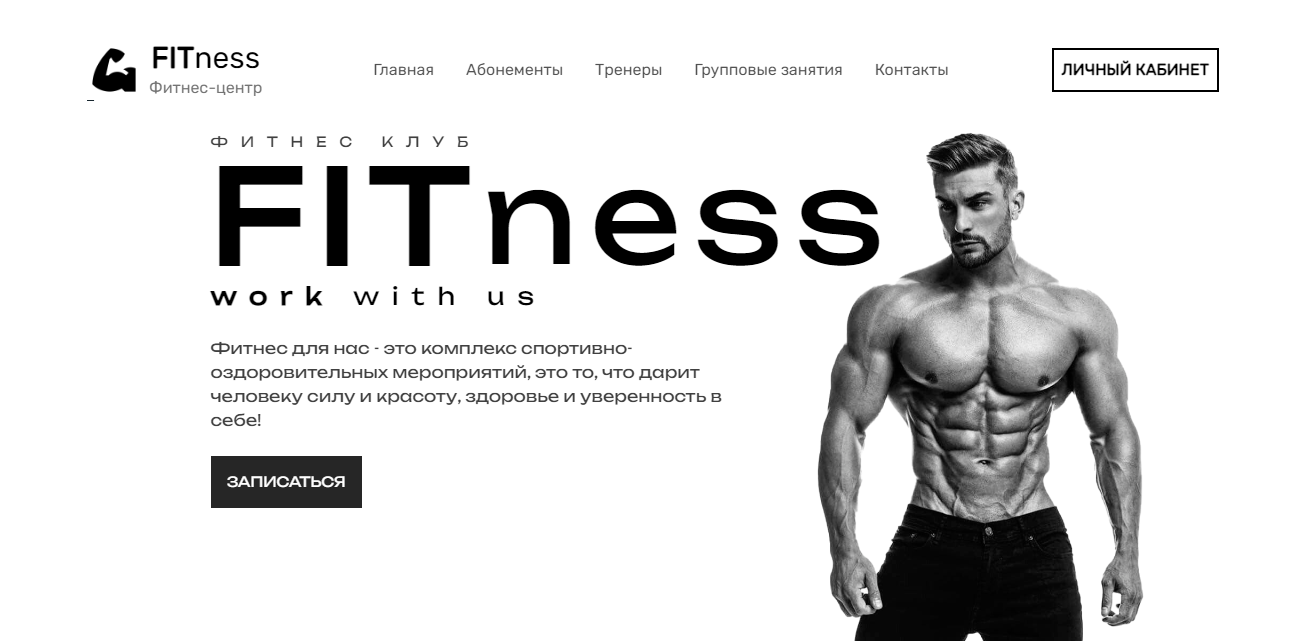 FITness
Фитнес-центр
Главная
Абонементы
Тренеры
Групповые занятия
Контакты
ЛИЧНЫЙ КАБИНЕТ
ФИТНЕС КЛУБ
FITness
work with us
Фитнес для нас - это комплекс спортивно-
оздоровительных мероприятий, это то, что дарит
человеку силу и красоту, здоровье и уверенность в
себе!
ЗАПИСАТЬСЯ